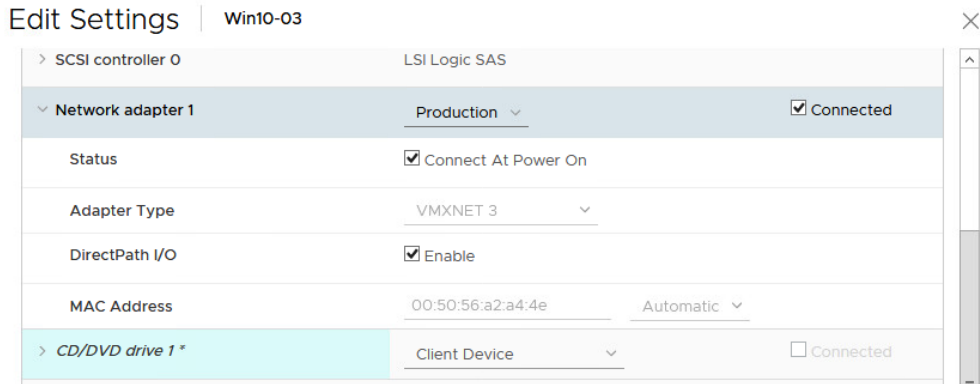 Edit Settings Win10-03
SCSI controller 0 LSI Logic SAS
Network adapter 1 Production Connected
Status Connect At Power On
Adapter Type VMXNET 3
DirectPath I/O Enable
MAC Address 00:50:56:a2:a4:4e Automatic
CD/DVD drive 1 * Client Device Connected